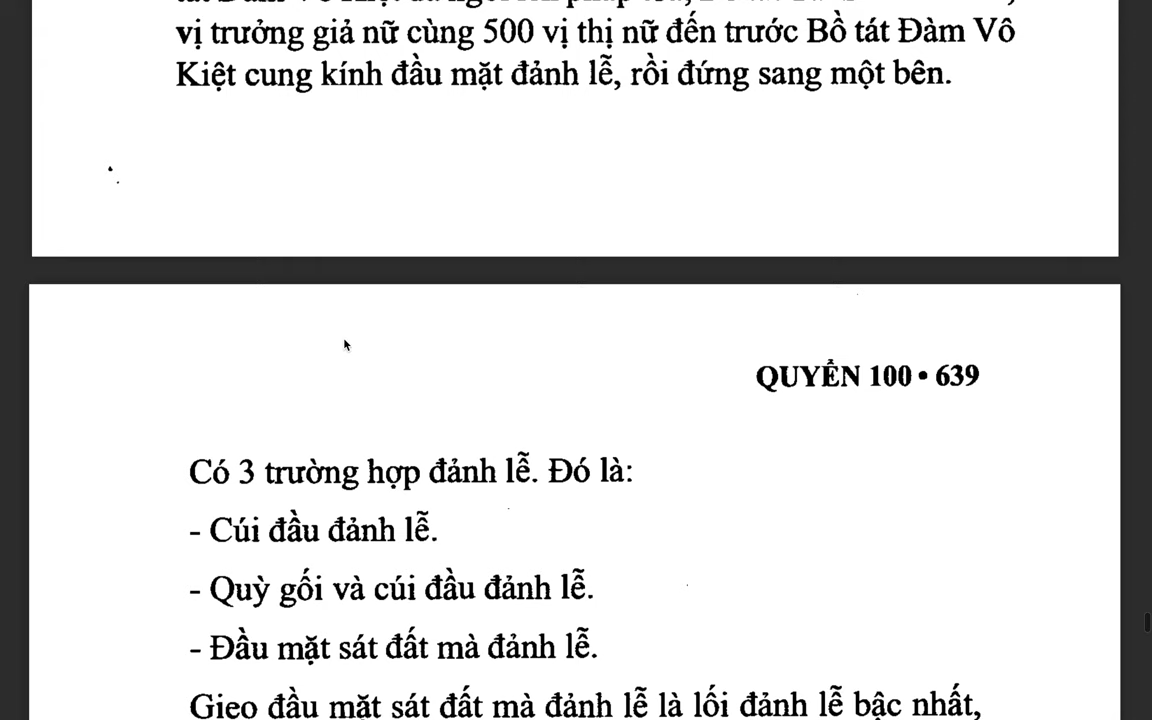 vị trưởng giả nữ cùng 500 vị thị nữ đến trước Bồ tát Đàm Vô
Kiệt cung kính đầu mặt đảnh lễ, rồi đứng sang một bên.
QUYỂN 100 • 639
Có 3 trường hợp đảnh lễ. Đó là:
- Cúi đầu đảnh lễ.
- Quỳ gối và cúi đầu đảnh lễ.
- Đầu mặt sát đất mà đảnh lễ.
Gieo đầu mặt sát đất mà đảnh lễ là lối đảnh lễ bậc nhất,